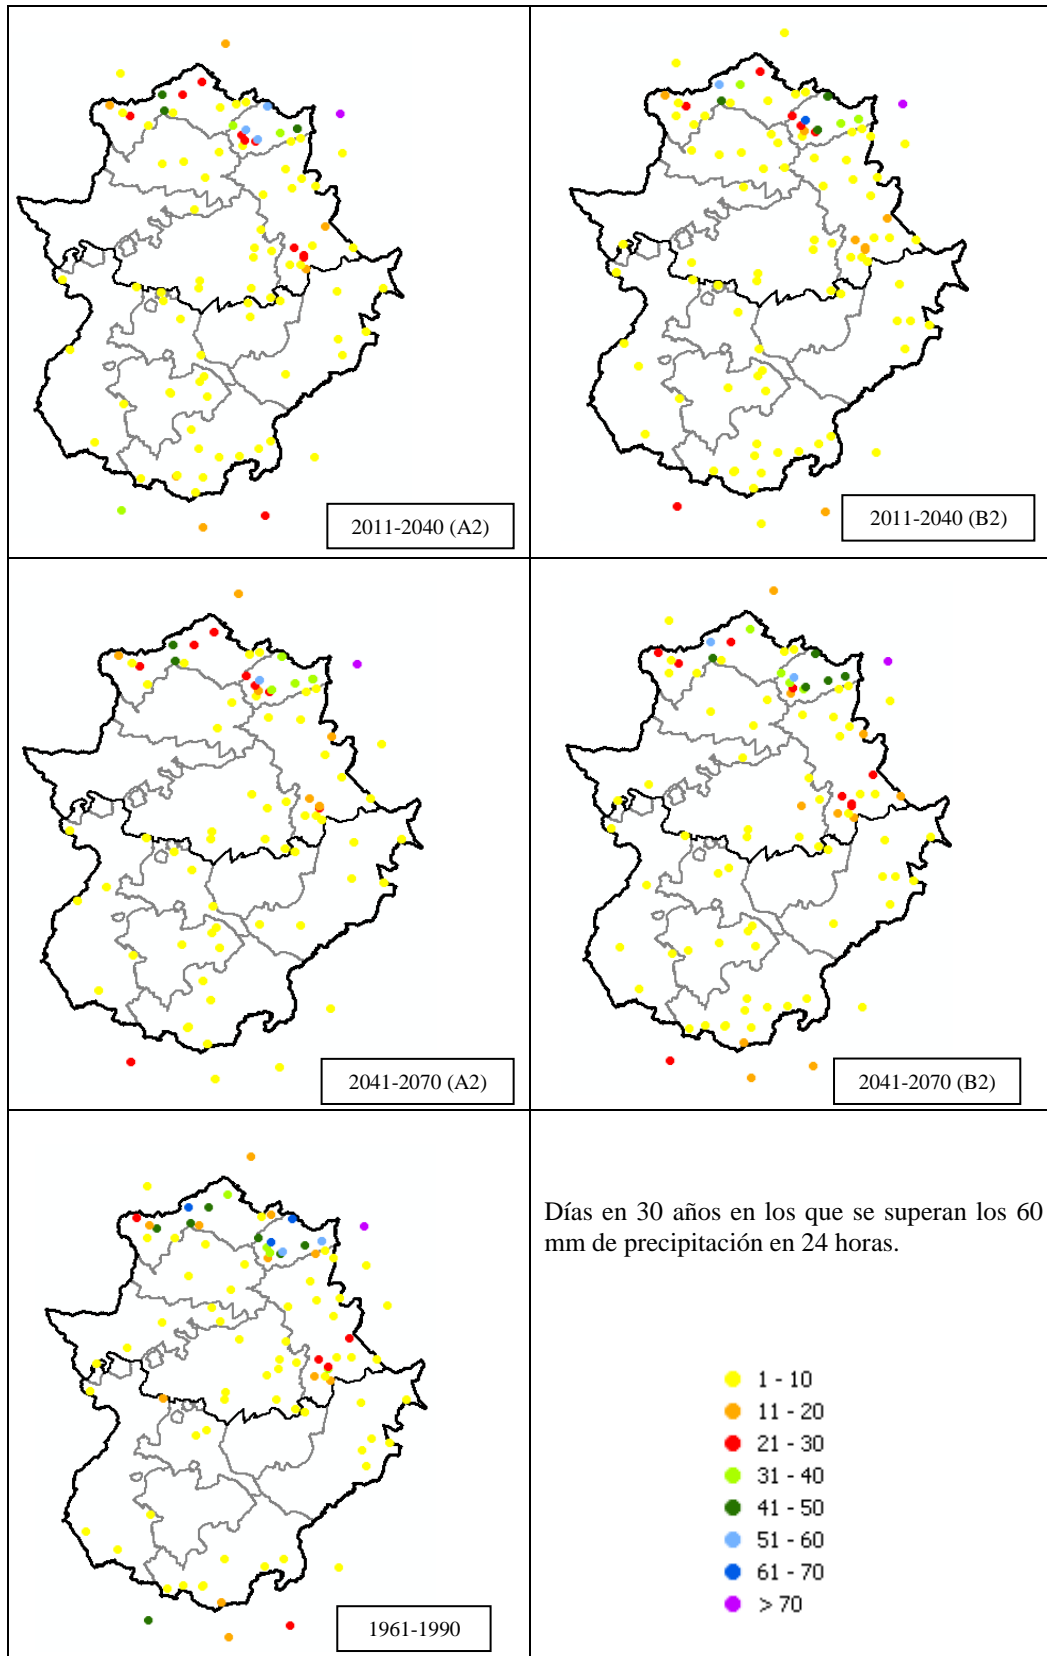 2011-2040 (A2)
2011-2040 (B2)
2041-2070 (A2)
2041-2070 (B2)
1961-1990
Días en 30 años en los que se superan los 60
mm de precipitación en 24 horas.
1 - 10
11 - 20
21 - 30
31 - 40
41 - 50
51 - 60
61 - 70
> 70